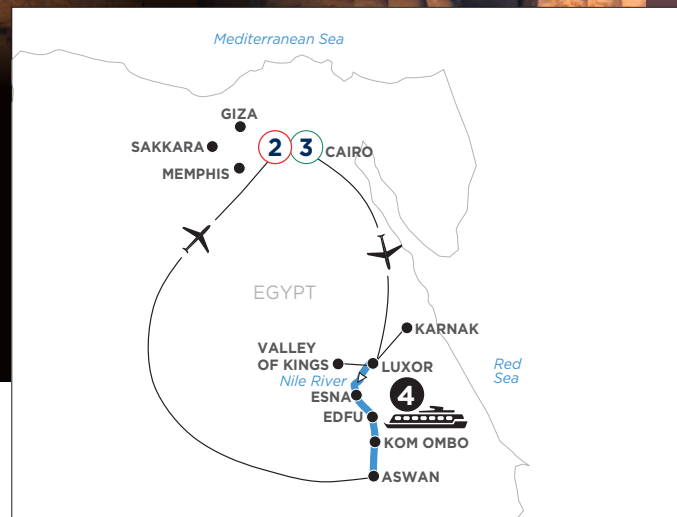 Mediterranean Sea
GIZA
SAKKARA
2 3 CAIRO
MEMPHIS
EGYPT
KARNAK
VALLEY
OF KINGS
LUXOR
Red
Sea
Nile River
ESNA
4
EDFU
KOM OMBO
ASWAN